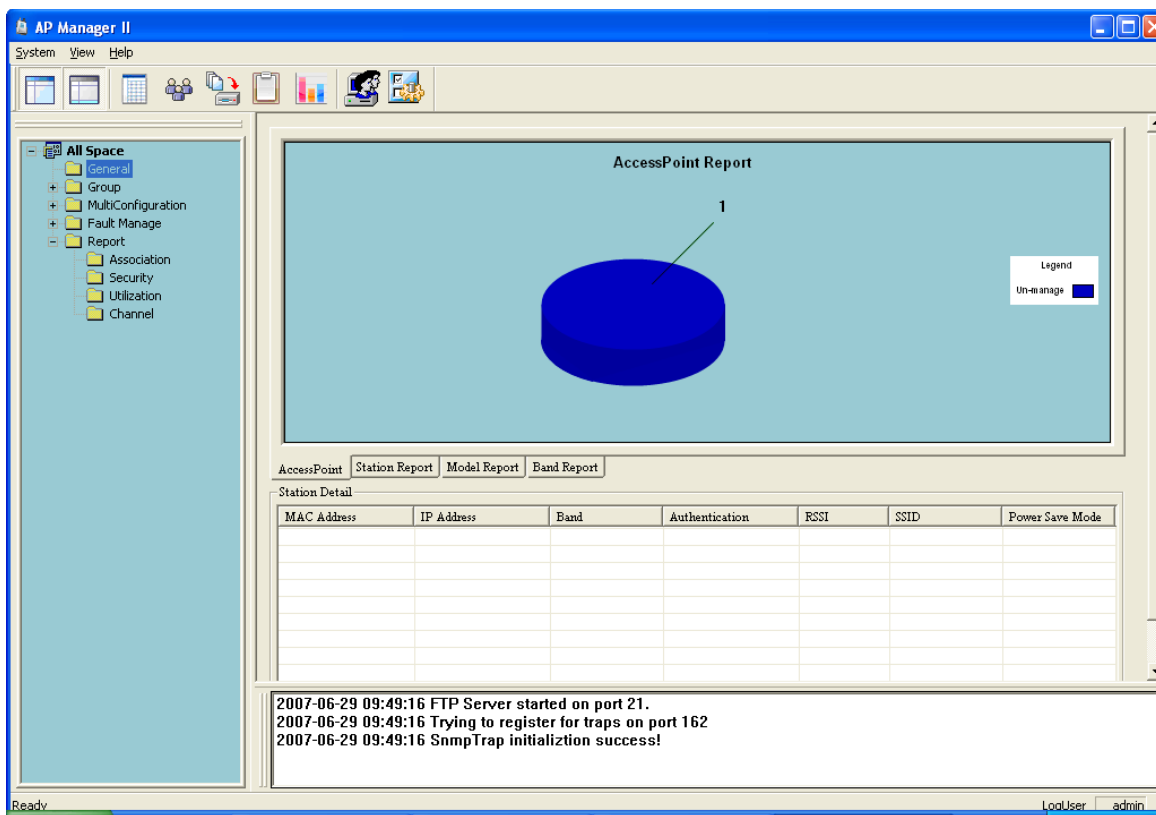 AP Manager II
System View Help
All Space
General
Group
MultiConfiguration
Fault Manage
Report
Association
Security
Utilization
Channel
AccessPoint Report
1
Legend
Un-manage
AccessPoint Station Report Model Report Band Report
Station Detail
MAC Address IP Address Band Authentication RSSI SSID Power Save Mode
2007-06-29 09:49:16 FTP Server started on port 21.
2007-06-29 09:49:16 Trying to register for traps on port 162
2007-06-29 09:49:16 SnmpTrap initializtion success!
Ready LogUser admin